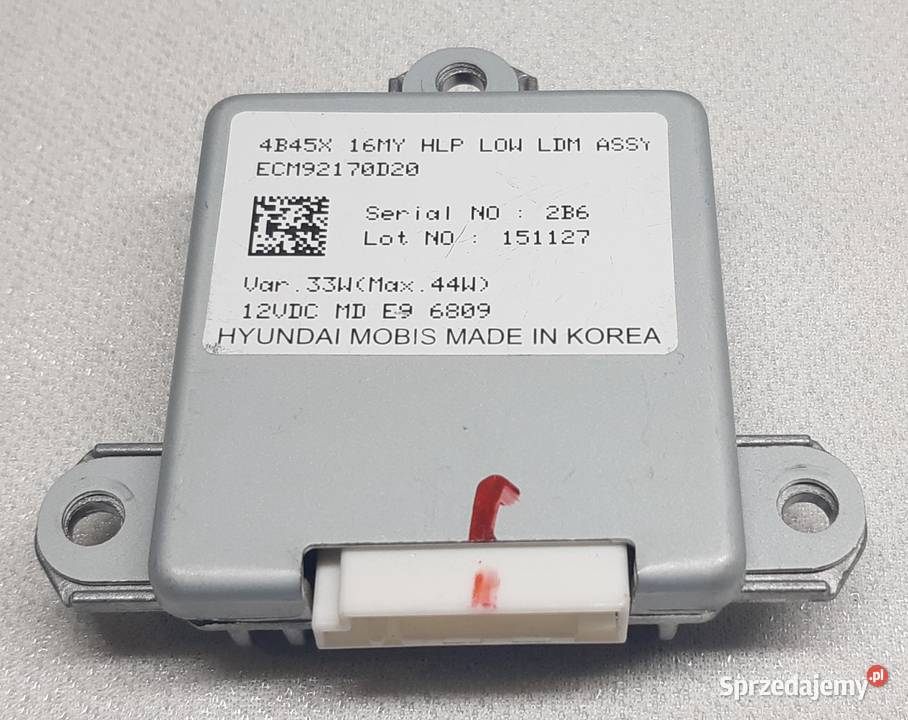 4B45X 16MY HLP LOW LDM ASSY
ECM92170D20
Serial NO : 2B6
Lot NO : 151127
Var.33W(Max.44W)
12VDC MD E9 6809
HYUNDAI MOBIS MADE IN KOREA
Sprzedajemy.pl